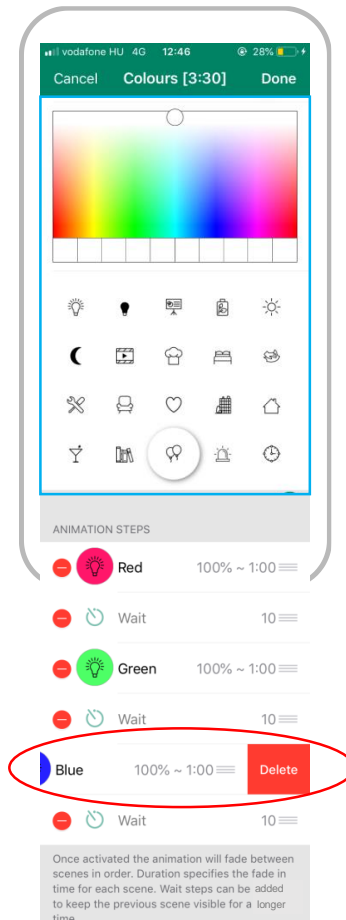 vodafone HU 4G 12:46 28%
Cancel Colours [3:30] Done
ANIMATION STEPS
Red 100% ~ 1:00
Wait 10
Green 100% ~ 1:00
Wait 10
Blue 100% ~ 1:00 Delete
Wait 10
Once activated the animation will fade between
scenes in order. Duration specifies the fade in
time for each scene. Wait steps can be added
to keep the previous scene visible for a longer
time